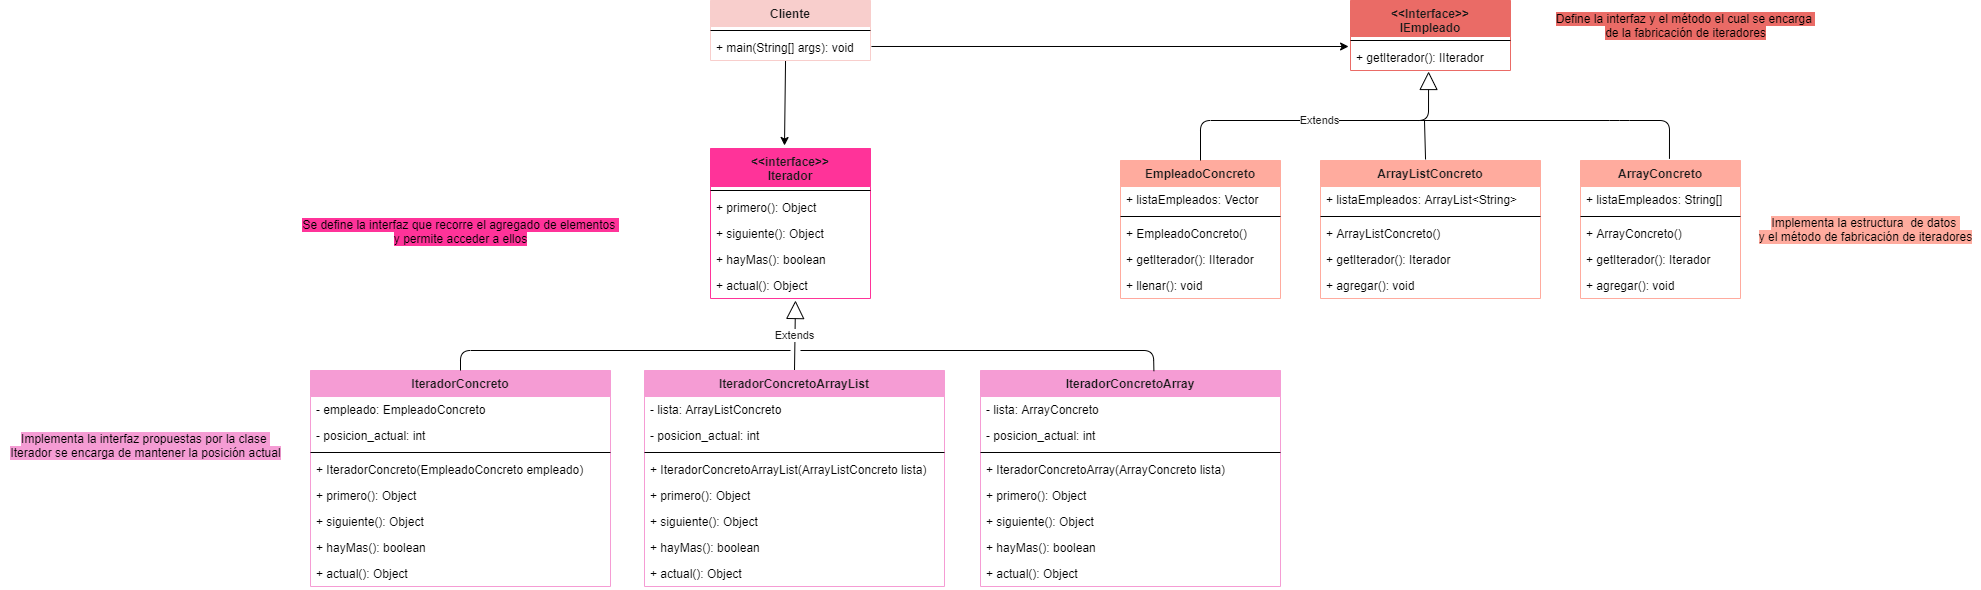 Cliente
+ main(String[] args): void
<<Interface>>
IEmpleado
+ getIterador(): IIterador
Define la interfaz y el método el cual se encarga
de la fabricación de iteradores
Extends
<<interface>>
Iterador
+ primero(): Object
+ siguiente(): Object
+ hayMas(): boolean
+ actual(): Object
Se define la interfaz que recorre el agregado de elementos
y permite acceder a ellos
EmpleadoConcreto
+ listaEmpleados: Vector
+ EmpleadoConcreto()
+ getIterador(): IIterador
+ llenar(): void
ArrayListConcreto
+ listaEmpleados: ArrayList<String>
+ ArrayListConcreto()
+ getIterador(): Iterador
+ agregar(): void
ArrayConcreto
+ listaEmpleados: String[]
+ ArrayConcreto()
+ getIterador(): Iterador
+ agregar(): void
Implementa la estructura de datos
y el método de fabricación de iteradores
Extends
IteradorConcreto
- empleado: EmpleadoConcreto
- posicion_actual: int
+ IteradorConcreto(EmpleadoConcreto empleado)
+ primero(): Object
+ siguiente(): Object
+ hayMas(): boolean
+ actual(): Object
IteradorConcretoArrayList
- lista: ArrayListConcreto
- posicion_actual: int
+ IteradorConcretoArrayList(ArrayListConcreto lista)
+ primero(): Object
+ siguiente(): Object
+ hayMas(): boolean
+ actual(): Object
IteradorConcretoArray
- lista: ArrayConcreto
- posicion_actual: int
+ IteradorConcretoArray(ArrayConcreto lista)
+ primero(): Object
+ siguiente(): Object
+ hayMas(): boolean
+ actual(): Object
Implementa la interfaz propuestas por la clase
Iterador se encarga de mantener la posición actual